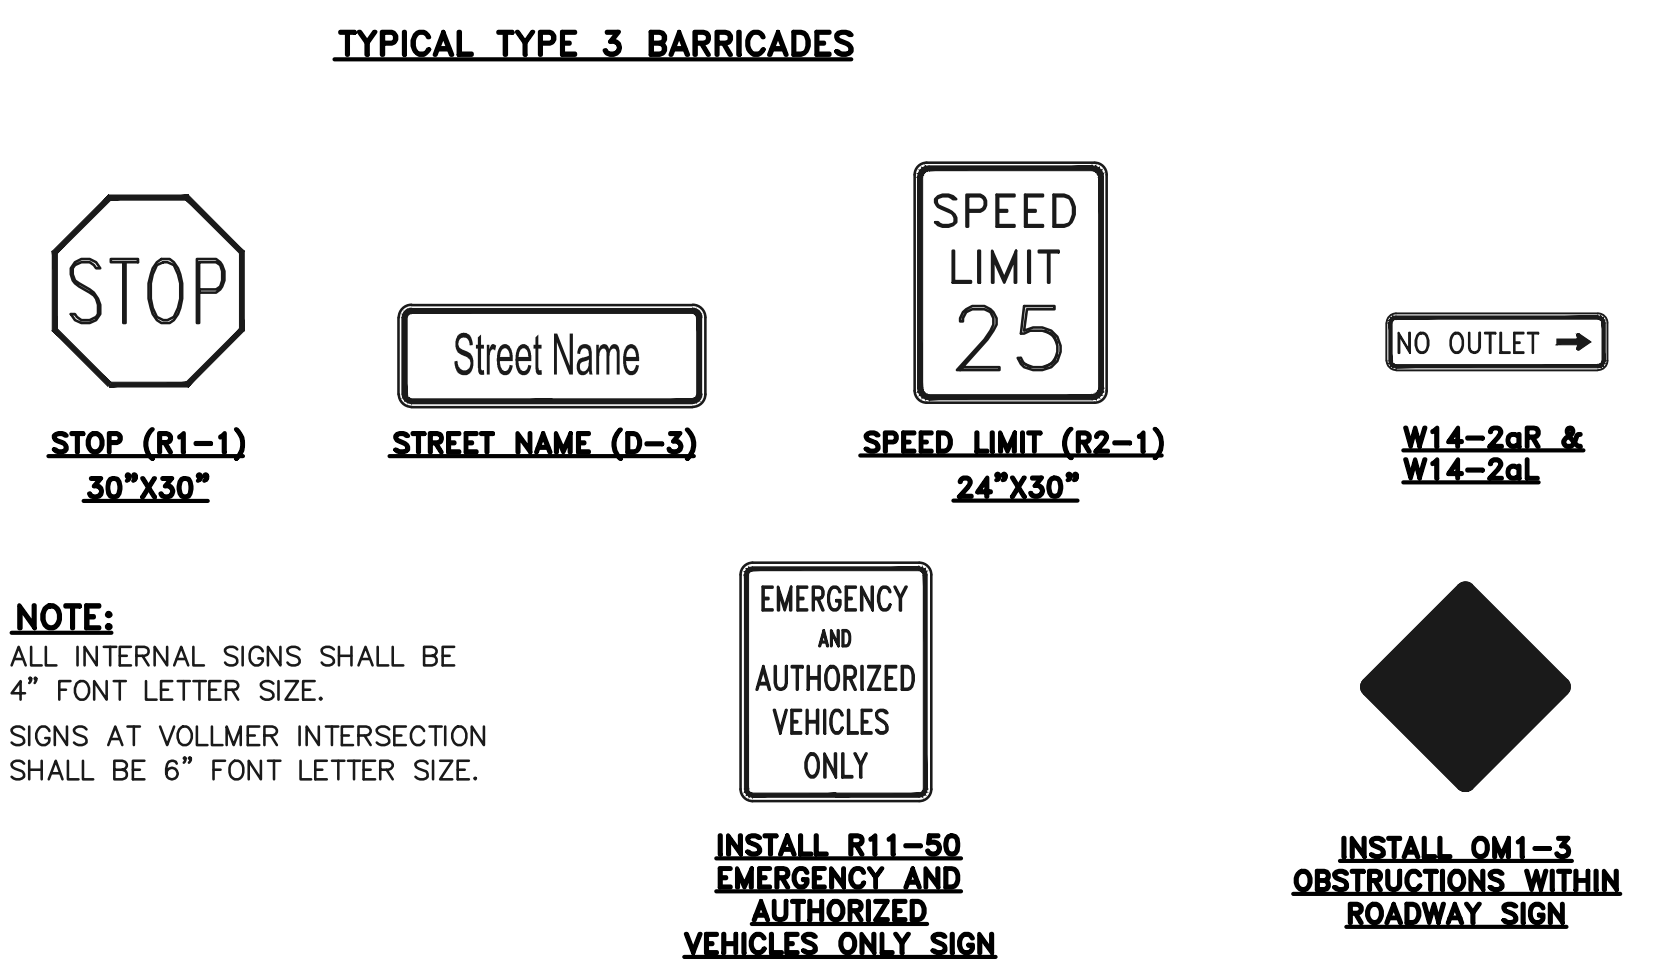 TYPICAL TYPE 3 BARRICADES
STOP
STOP (R1-1)
30"X30"
Street Name
STREET NAME (D-3)
SPEED
LIMIT
25
SPEED LIMIT (R2-1)
24"X30"
NO OUTLET →
W14-2aR &
W14-2aL
NOTE:
ALL INTERNAL SIGNS SHALL BE
4" FONT LETTER SIZE.
SIGNS AT VOLLMER INTERSECTION
SHALL BE 6" FONT LETTER SIZE.
EMERGENCY
AND
AUTHORIZED
VEHICLES
ONLY
INSTALL R11-50
EMERGENCY AND
AUTHORIZED
VEHICLES ONLY SIGN
INSTALL OM1-3
OBSTRUCTIONS WITHIN
ROADWAY SIGN